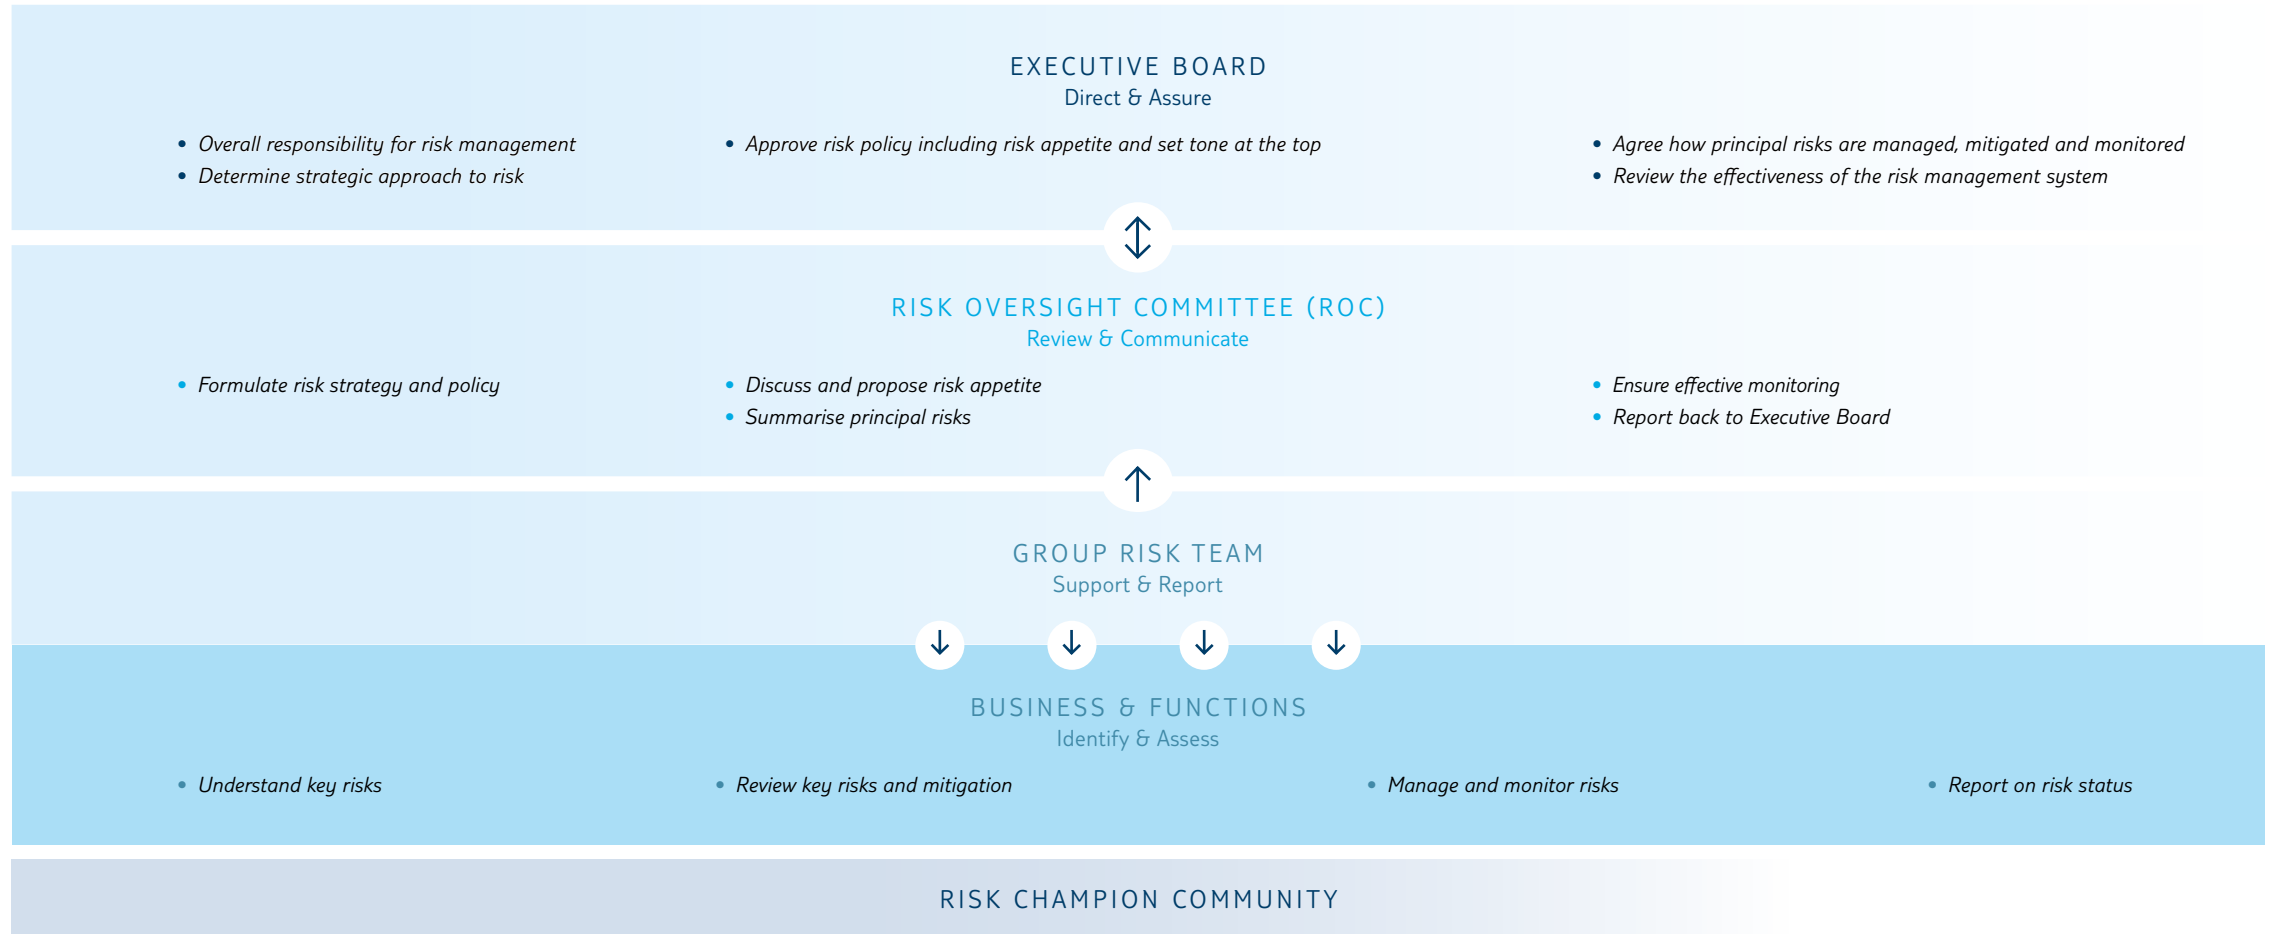 EXECUTIVE BOARD
Direct & Assure
• Overall responsibility for risk management
• Determine strategic approach to risk
• Approve risk policy including risk appetite and set tone at the top
• Agree how principal risks are managed, mitigated and monitored
• Review the effectiveness of the risk management system
RISK OVERSIGHT COMMITTEE (ROC)
Review & Communicate
• Formulate risk strategy and policy
• Discuss and propose risk appetite
• Summarise principal risks
• Ensure effective monitoring
• Report back to Executive Board
GROUP RISK TEAM
Support & Report
BUSINESS & FUNCTIONS
Identify & Assess
• Understand key risks
• Review key risks and mitigation
• Manage and monitor risks
• Report on risk status
RISK CHAMPION COMMUNITY